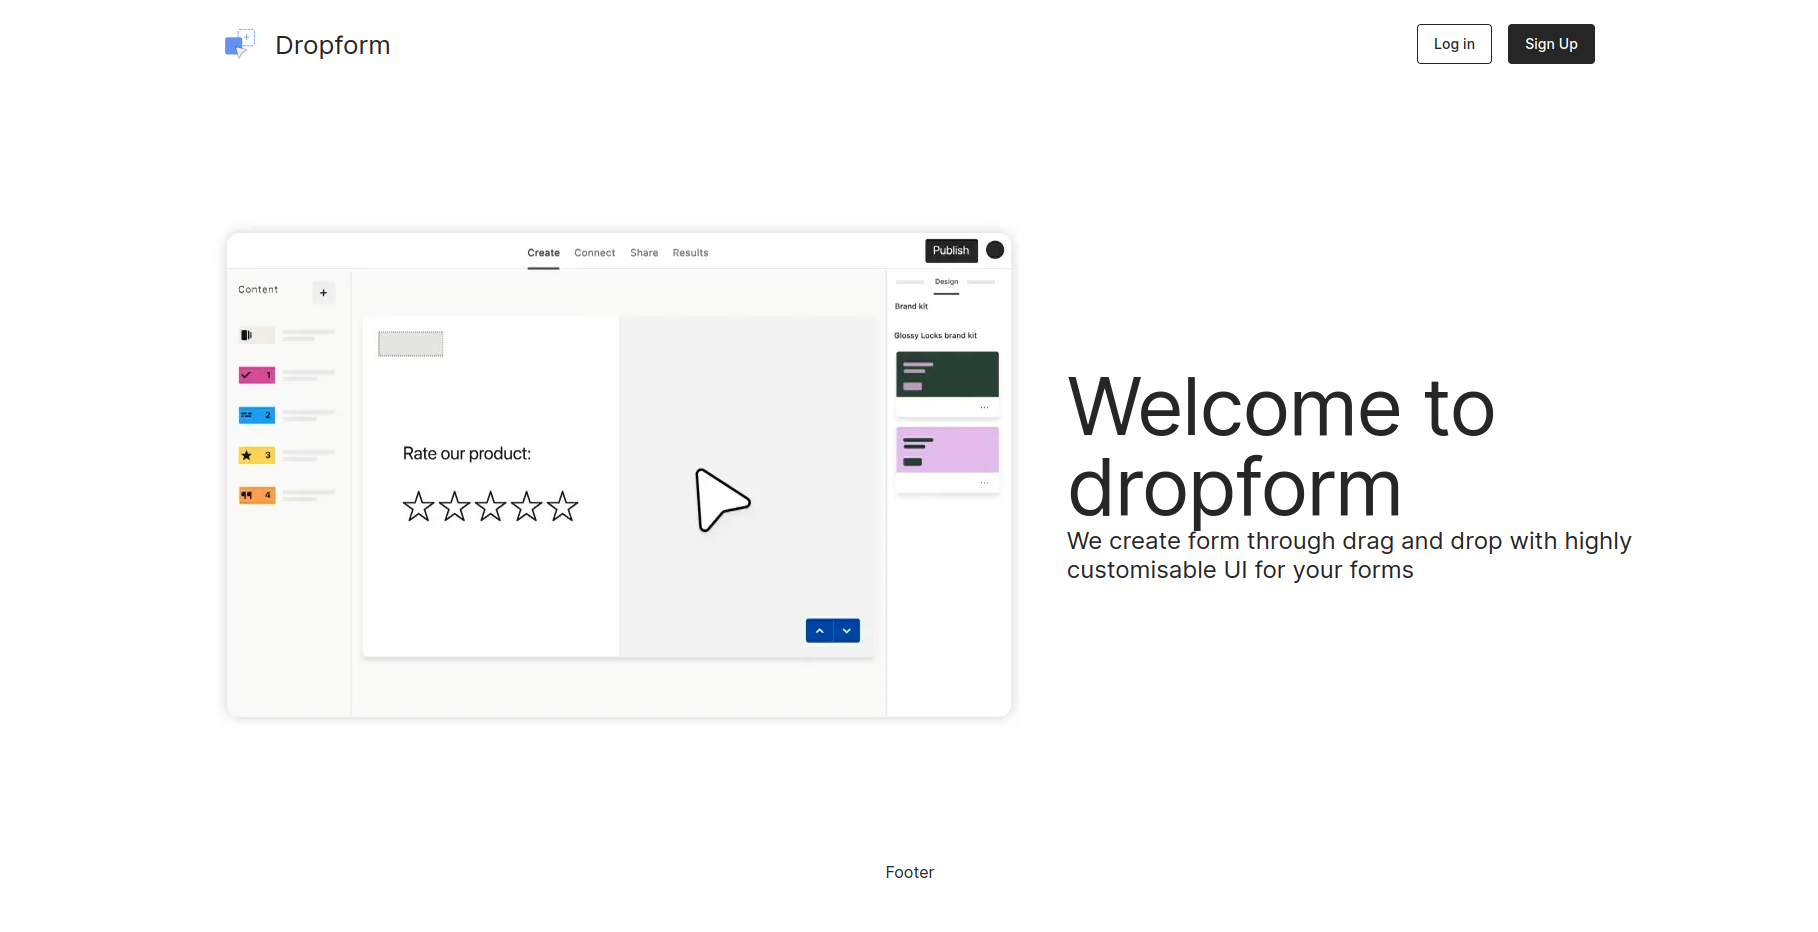 Dropform
Log in
Sign Up
Create Connect Share Results
Publish
Content
+
1
2
3
4
Rate our product:
Design
Brand kit
Glossy Locks brand kit
...
...
Welcome to
dropform
We create form through drag and drop with highly
customisable UI for your forms
Footer